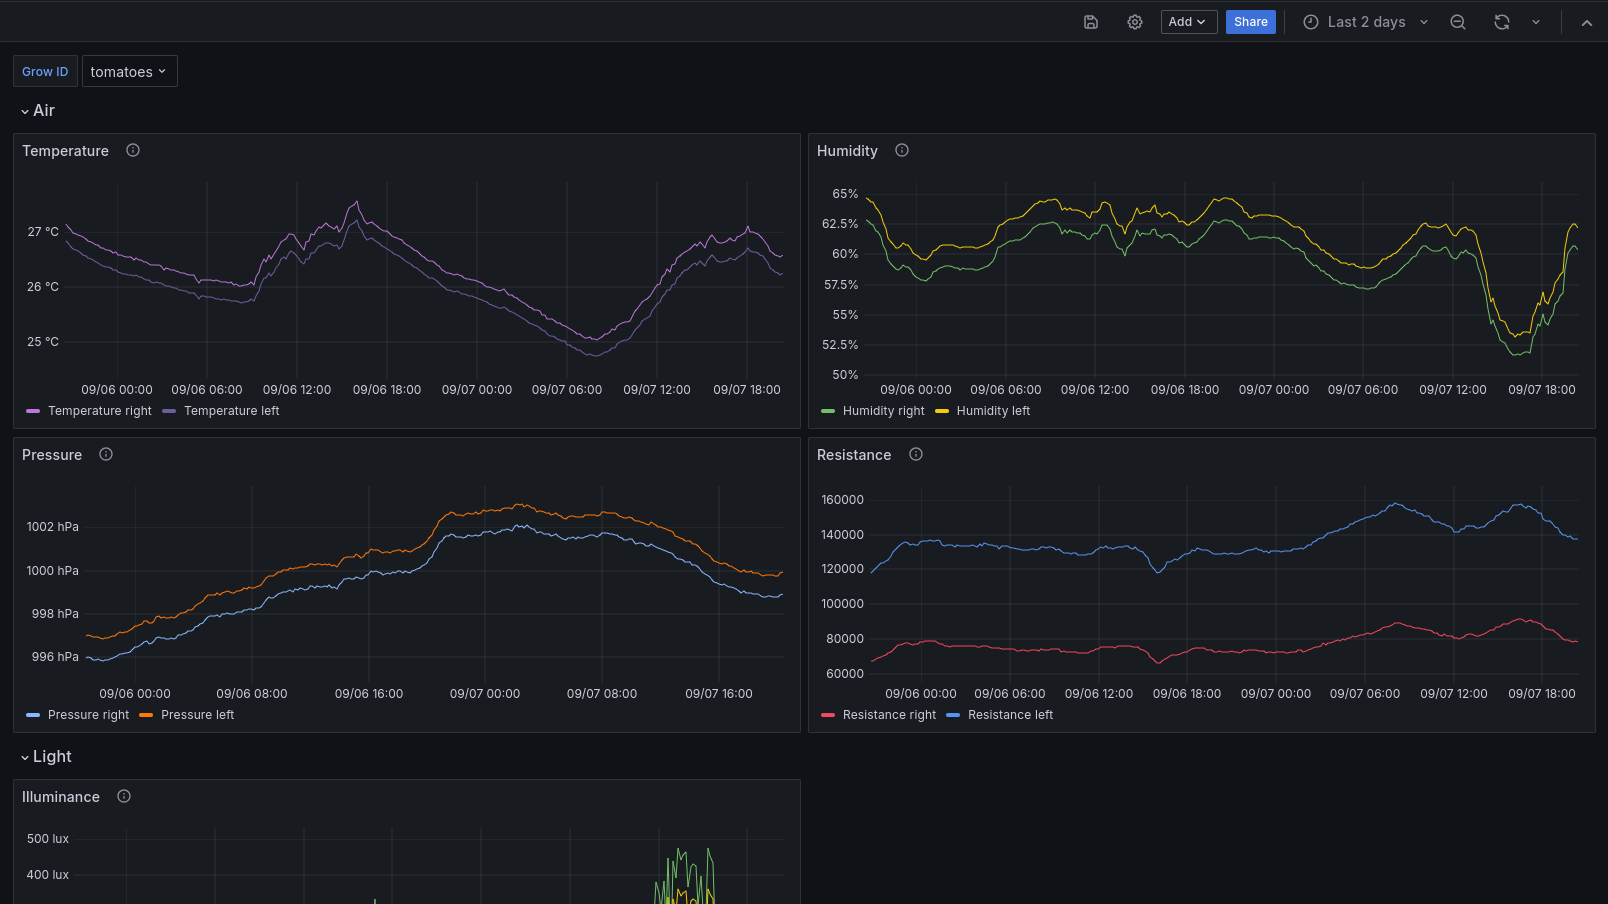 Add Share Last 2 days
Grow ID tomatoes
Air
Temperature
27 °C
26 °C
25 °C
09/06 00:00 09/06 06:00 09/06 12:00 09/06 18:00 09/07 00:00 09/07 06:00 09/07 12:00 09/07 18:00
Temperature right Temperature left
Humidity
65%
62.5%
60%
57.5%
55%
52.5%
50%
09/06 00:00 09/06 06:00 09/06 12:00 09/06 18:00 09/07 00:00 09/07 06:00 09/07 12:00 09/07 18:00
Humidity right Humidity left
Pressure
1002 hPa
1000 hPa
998 hPa
996 hPa
09/06 00:00 09/06 08:00 09/06 16:00 09/07 00:00 09/07 08:00 09/07 16:00
Pressure right Pressure left
Resistance
160000
140000
120000
100000
80000
60000
09/06 00:00 09/06 06:00 09/06 12:00 09/06 18:00 09/07 00:00 09/07 06:00 09/07 12:00 09/07 18:00
Resistance right Resistance left
Light
Illuminance
500 lux
400 lux